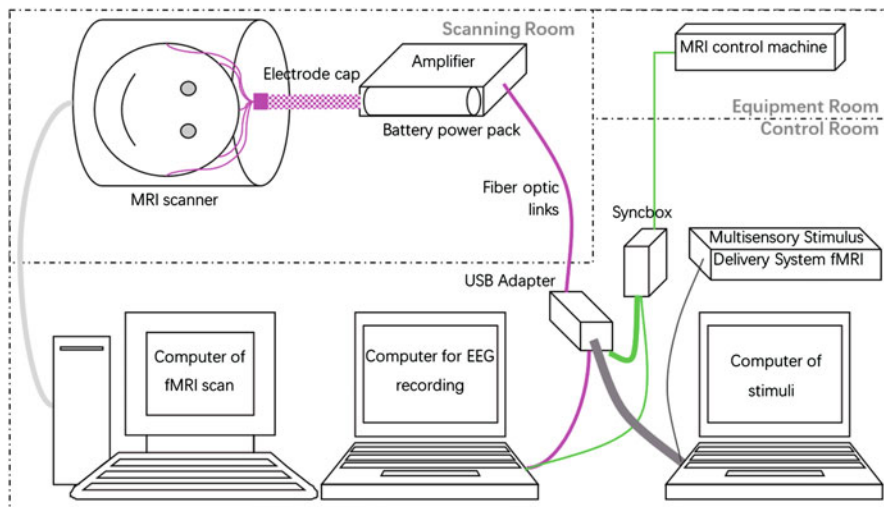 Scanning Room
Amplifier
Electrode cap
Battery power pack
MRI scanner
Fiber optic
links
MRI control machine
Equipment Room
Control Room
Syncbox
Multisensory Stimulus
Delivery System fMRI
USB Adapter
Computer of
fMRI scan
Computer for EEG
recording
Computer of
stimuli